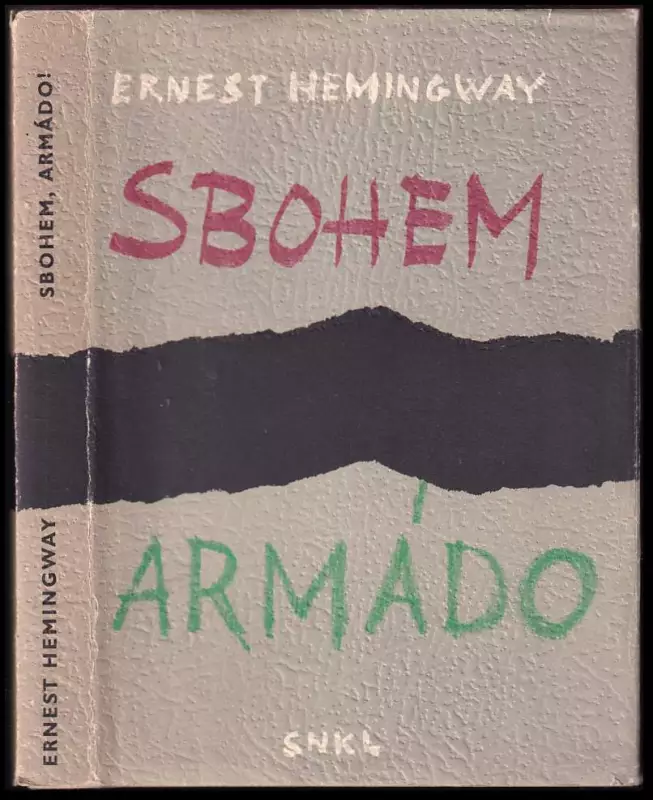 ERNEST HEMINGWAY
SBOHEM
ARMÁDO
SNKL
ERNEST HEMINGWAY
SBOHEM, ARMÁDO!